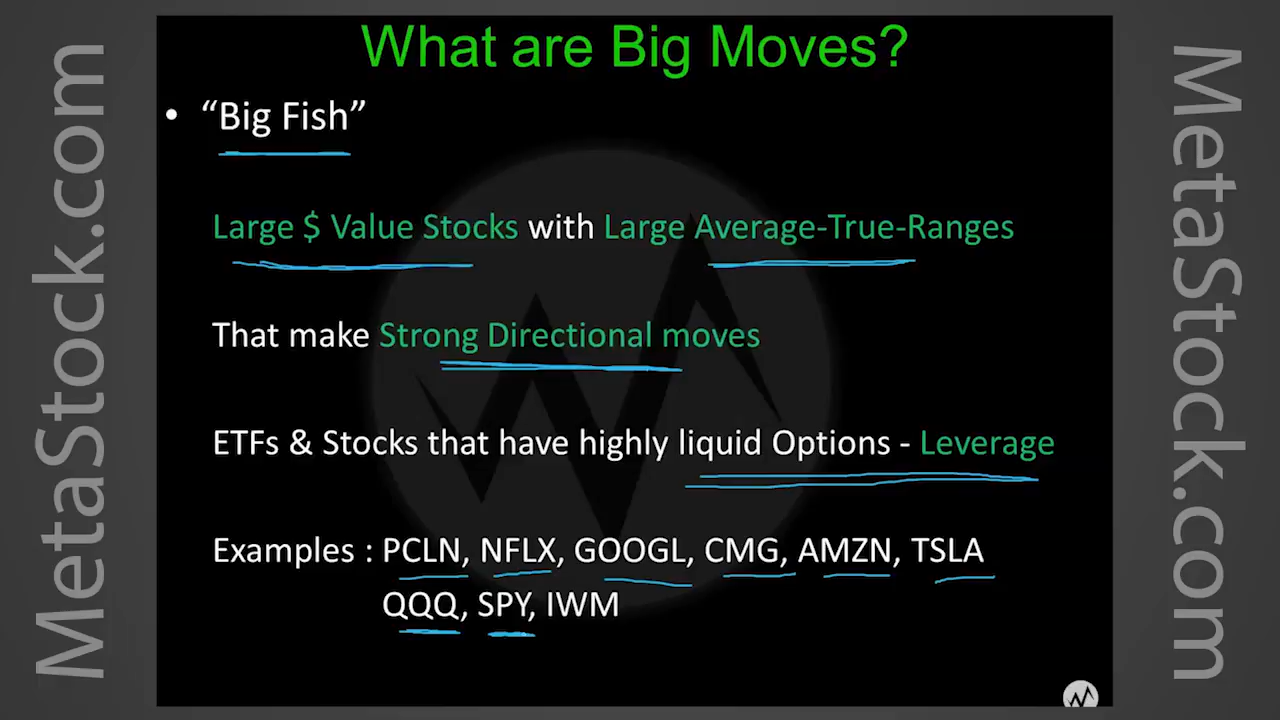 MetaStock.com
What are Big Moves?
• “Big Fish”
Large $ Value Stocks with Large Average-True-Ranges
That make Strong Directional moves
ETFs & Stocks that have highly liquid Options - Leverage
Examples : PCLN, NFLX, GOOGL, CMG, AMZN, TSLA
QQQ, SPY, IWM
MetaStock.com